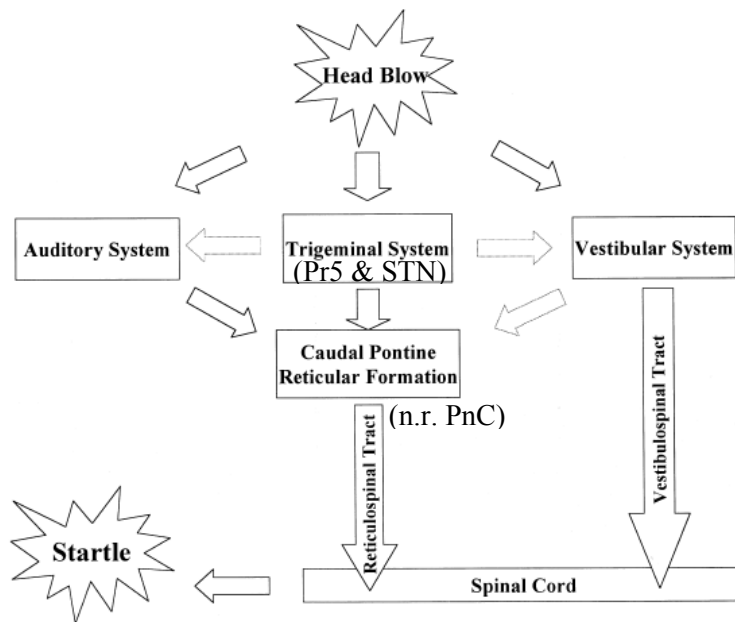 Head Blow
Auditory System
Trigeminal System
(Pr5 & STN)
Vestibular System
Caudal Pontine
Reticular Formation
(n.r. PnC)
Reticulospinal Tract
Vestibulospinal Tract
Startle
Spinal Cord